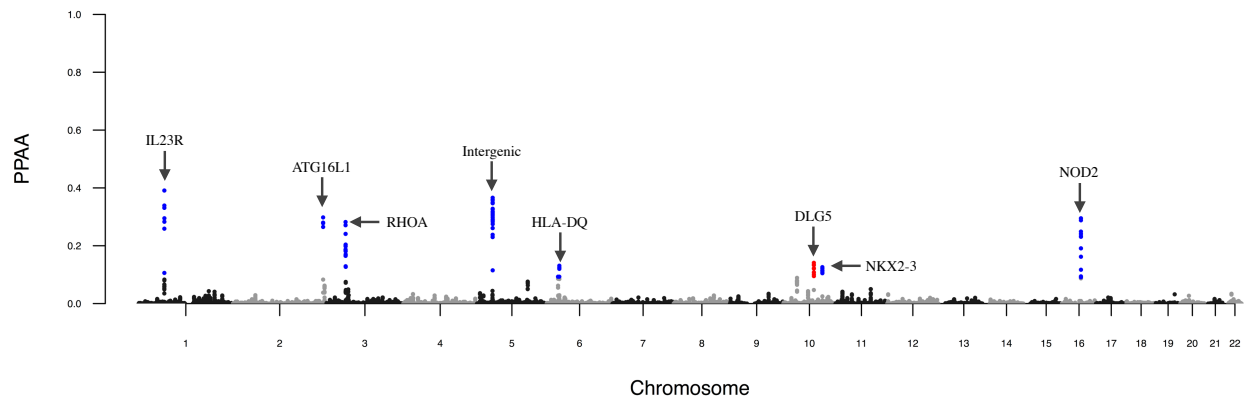 1.0
0.8
0.6
0.4
0.2
0.0
PPAA
IL23R
ATG16L1
RHOA
Intergenic
HLA-DQ
DLG5
NKX2-3
NOD2
1 2 3 4 5 6 7 8 9 10 11 12 13 14 15 16 17 18 19 20 21 22
Chromosome